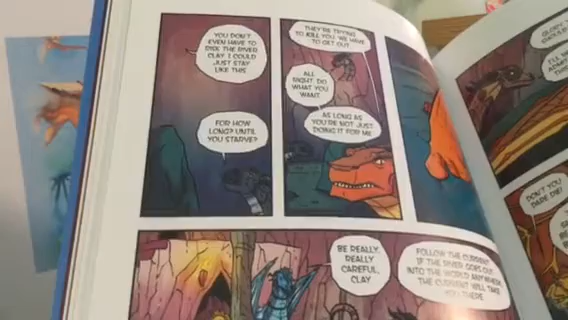 YOU DON'T
EVEN HAVE TO
RISK THE RIVER,
CLAY. I COULD
JUST STAY
LIKE THIS.
FOR HOW
LONG? UNTIL
YOU STARVE?
THEY'RE TRYING
TO KILL YOU. WE HAVE
TO GET OUT.
ALL
RIGHT. DO
WHAT YOU
WANT.
AS LONG AS
YOU'RE NOT JUST
DOING IT FOR ME.
BE REALLY,
REALLY
CAREFUL,
CLAY.
FOLLOW THE CURRENT.
IF THE RIVER GOES OUT
INTO THE WORLD ANYWHERE,
THE CURRENT WILL TAKE
YOU THERE.
GLORY
SHOULD
I'LL
DON'T YOU
DARE DIE!